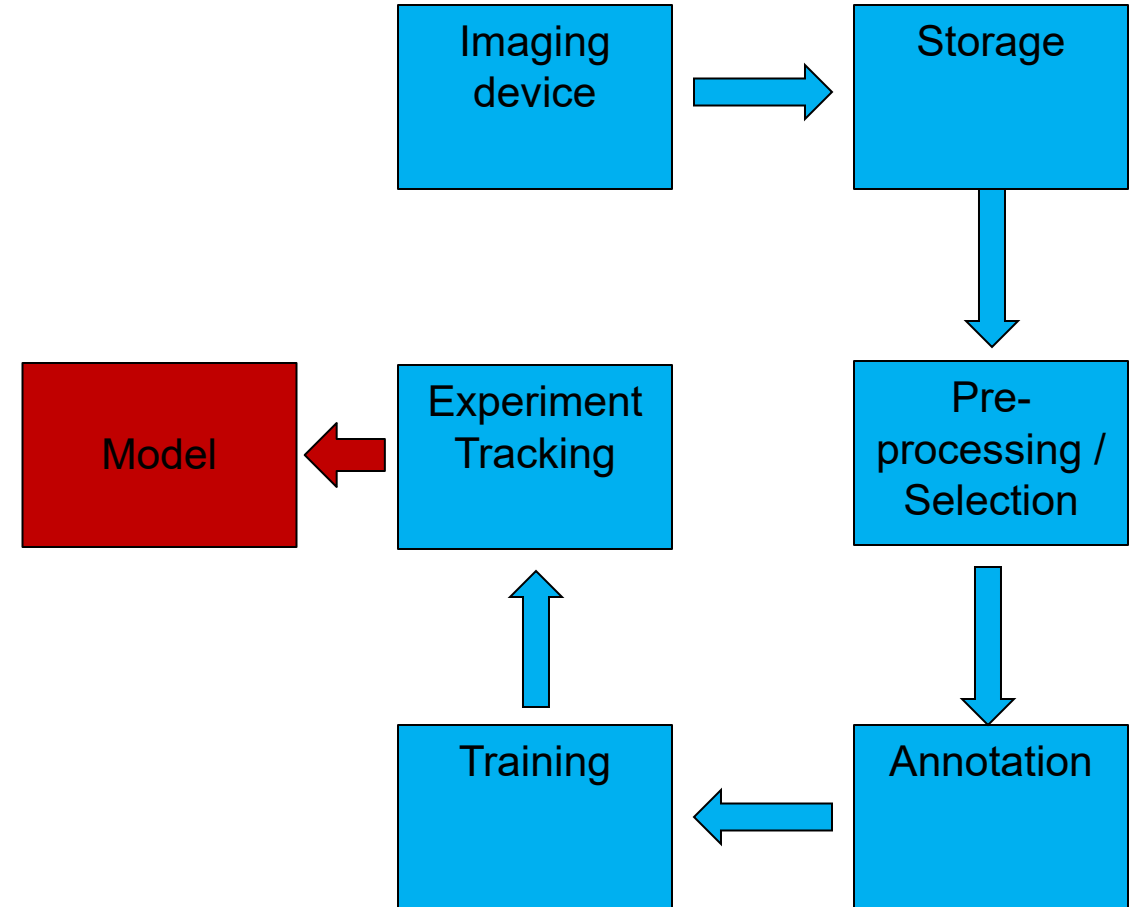 Imaging
device
Storage
Pre-
processing /
Selection
Annotation
Training
Experiment
Tracking
Model